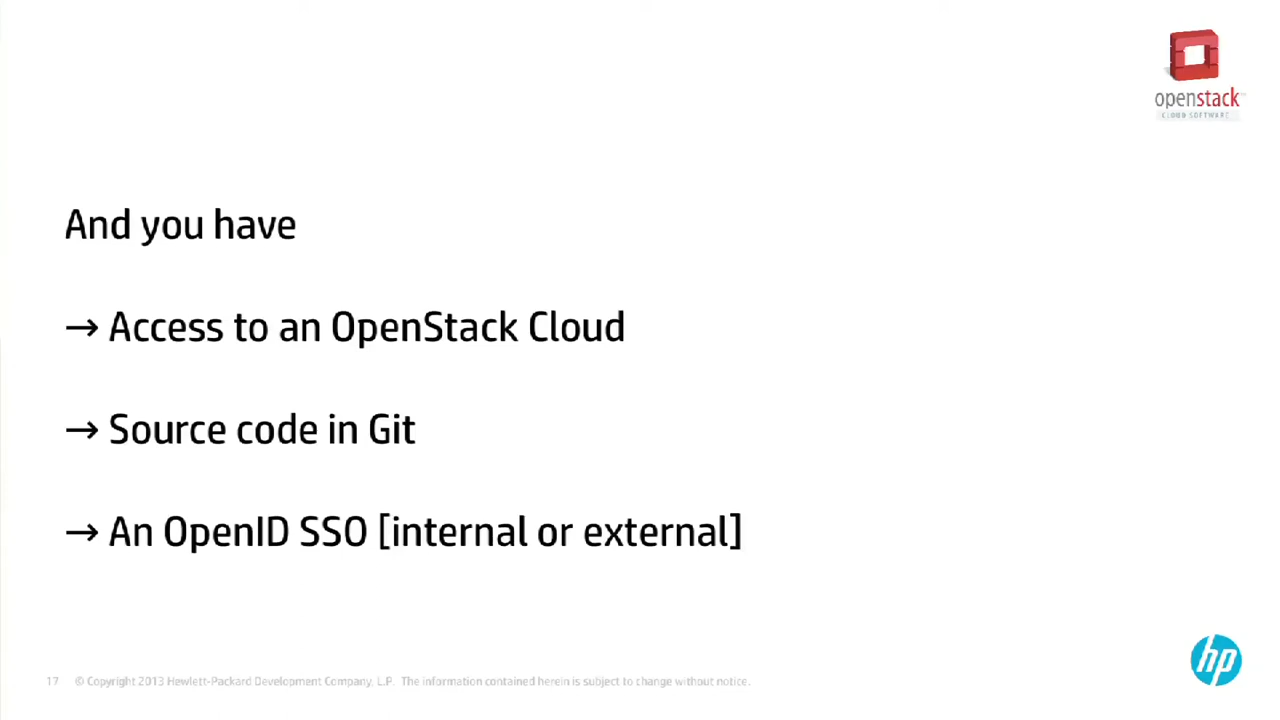 openstack
CLOUD SOFTWARE
And you have
→ Access to an OpenStack Cloud
→ Source code in Git
→ An OpenID SSO [internal or external]
hp
17 © Copyright 2013 Hewlett-Packard Development Company, L.P. The information contained herein is subject to change without notice.